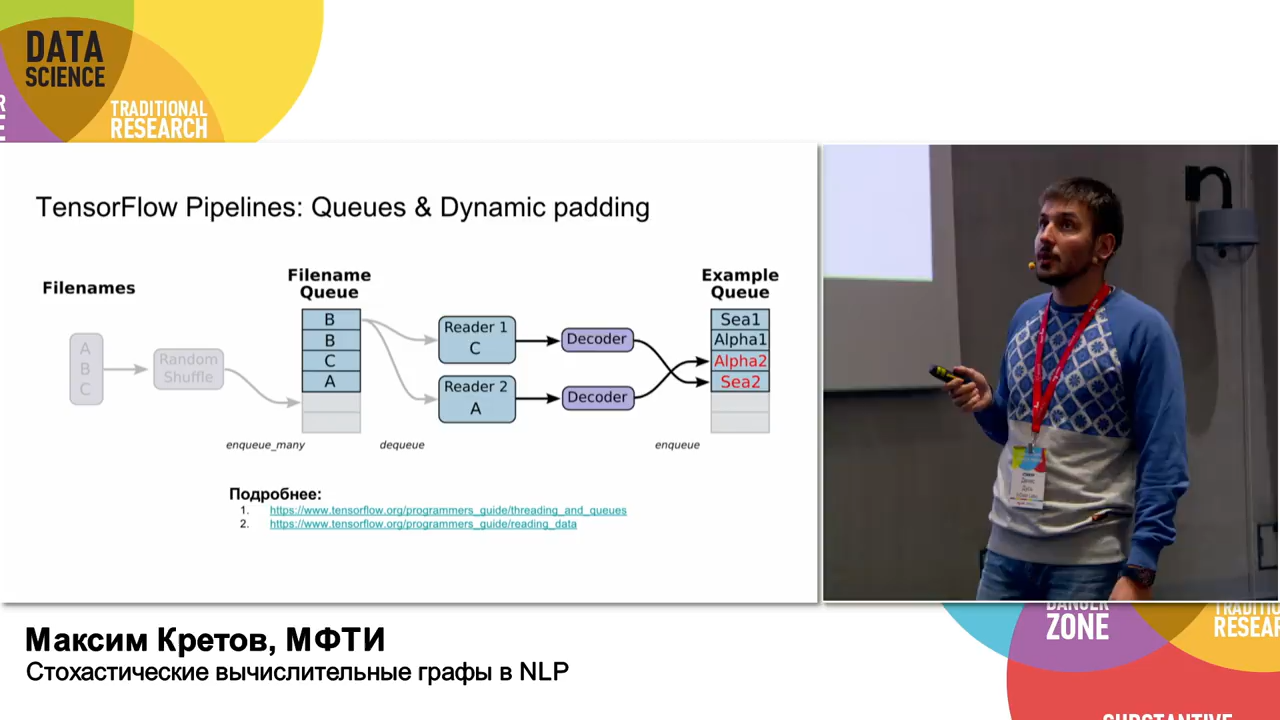 DATA
SCIENCE
TRADITIONAL
RESEARCH
TensorFlow Pipelines: Queues & Dynamic padding
Filenames
A
B
C
Random
Shuffle
enqueue_many
Filename
Queue
B
B
C
A
dequeue
Reader 1
C
Reader 2
A
Decoder
Decoder
enqueue
Example
Queue
Sea1
Alpha1
Alpha2
Sea2
Подробнее:
1. https://www.tensorflow.org/programmers_guide/threading_and_queues
2. https://www.tensorflow.org/programmers_guide/reading_data
DANGER
ZONE
Максим Кретов, МФТИ
Стохастические вычислительные графы в NLP